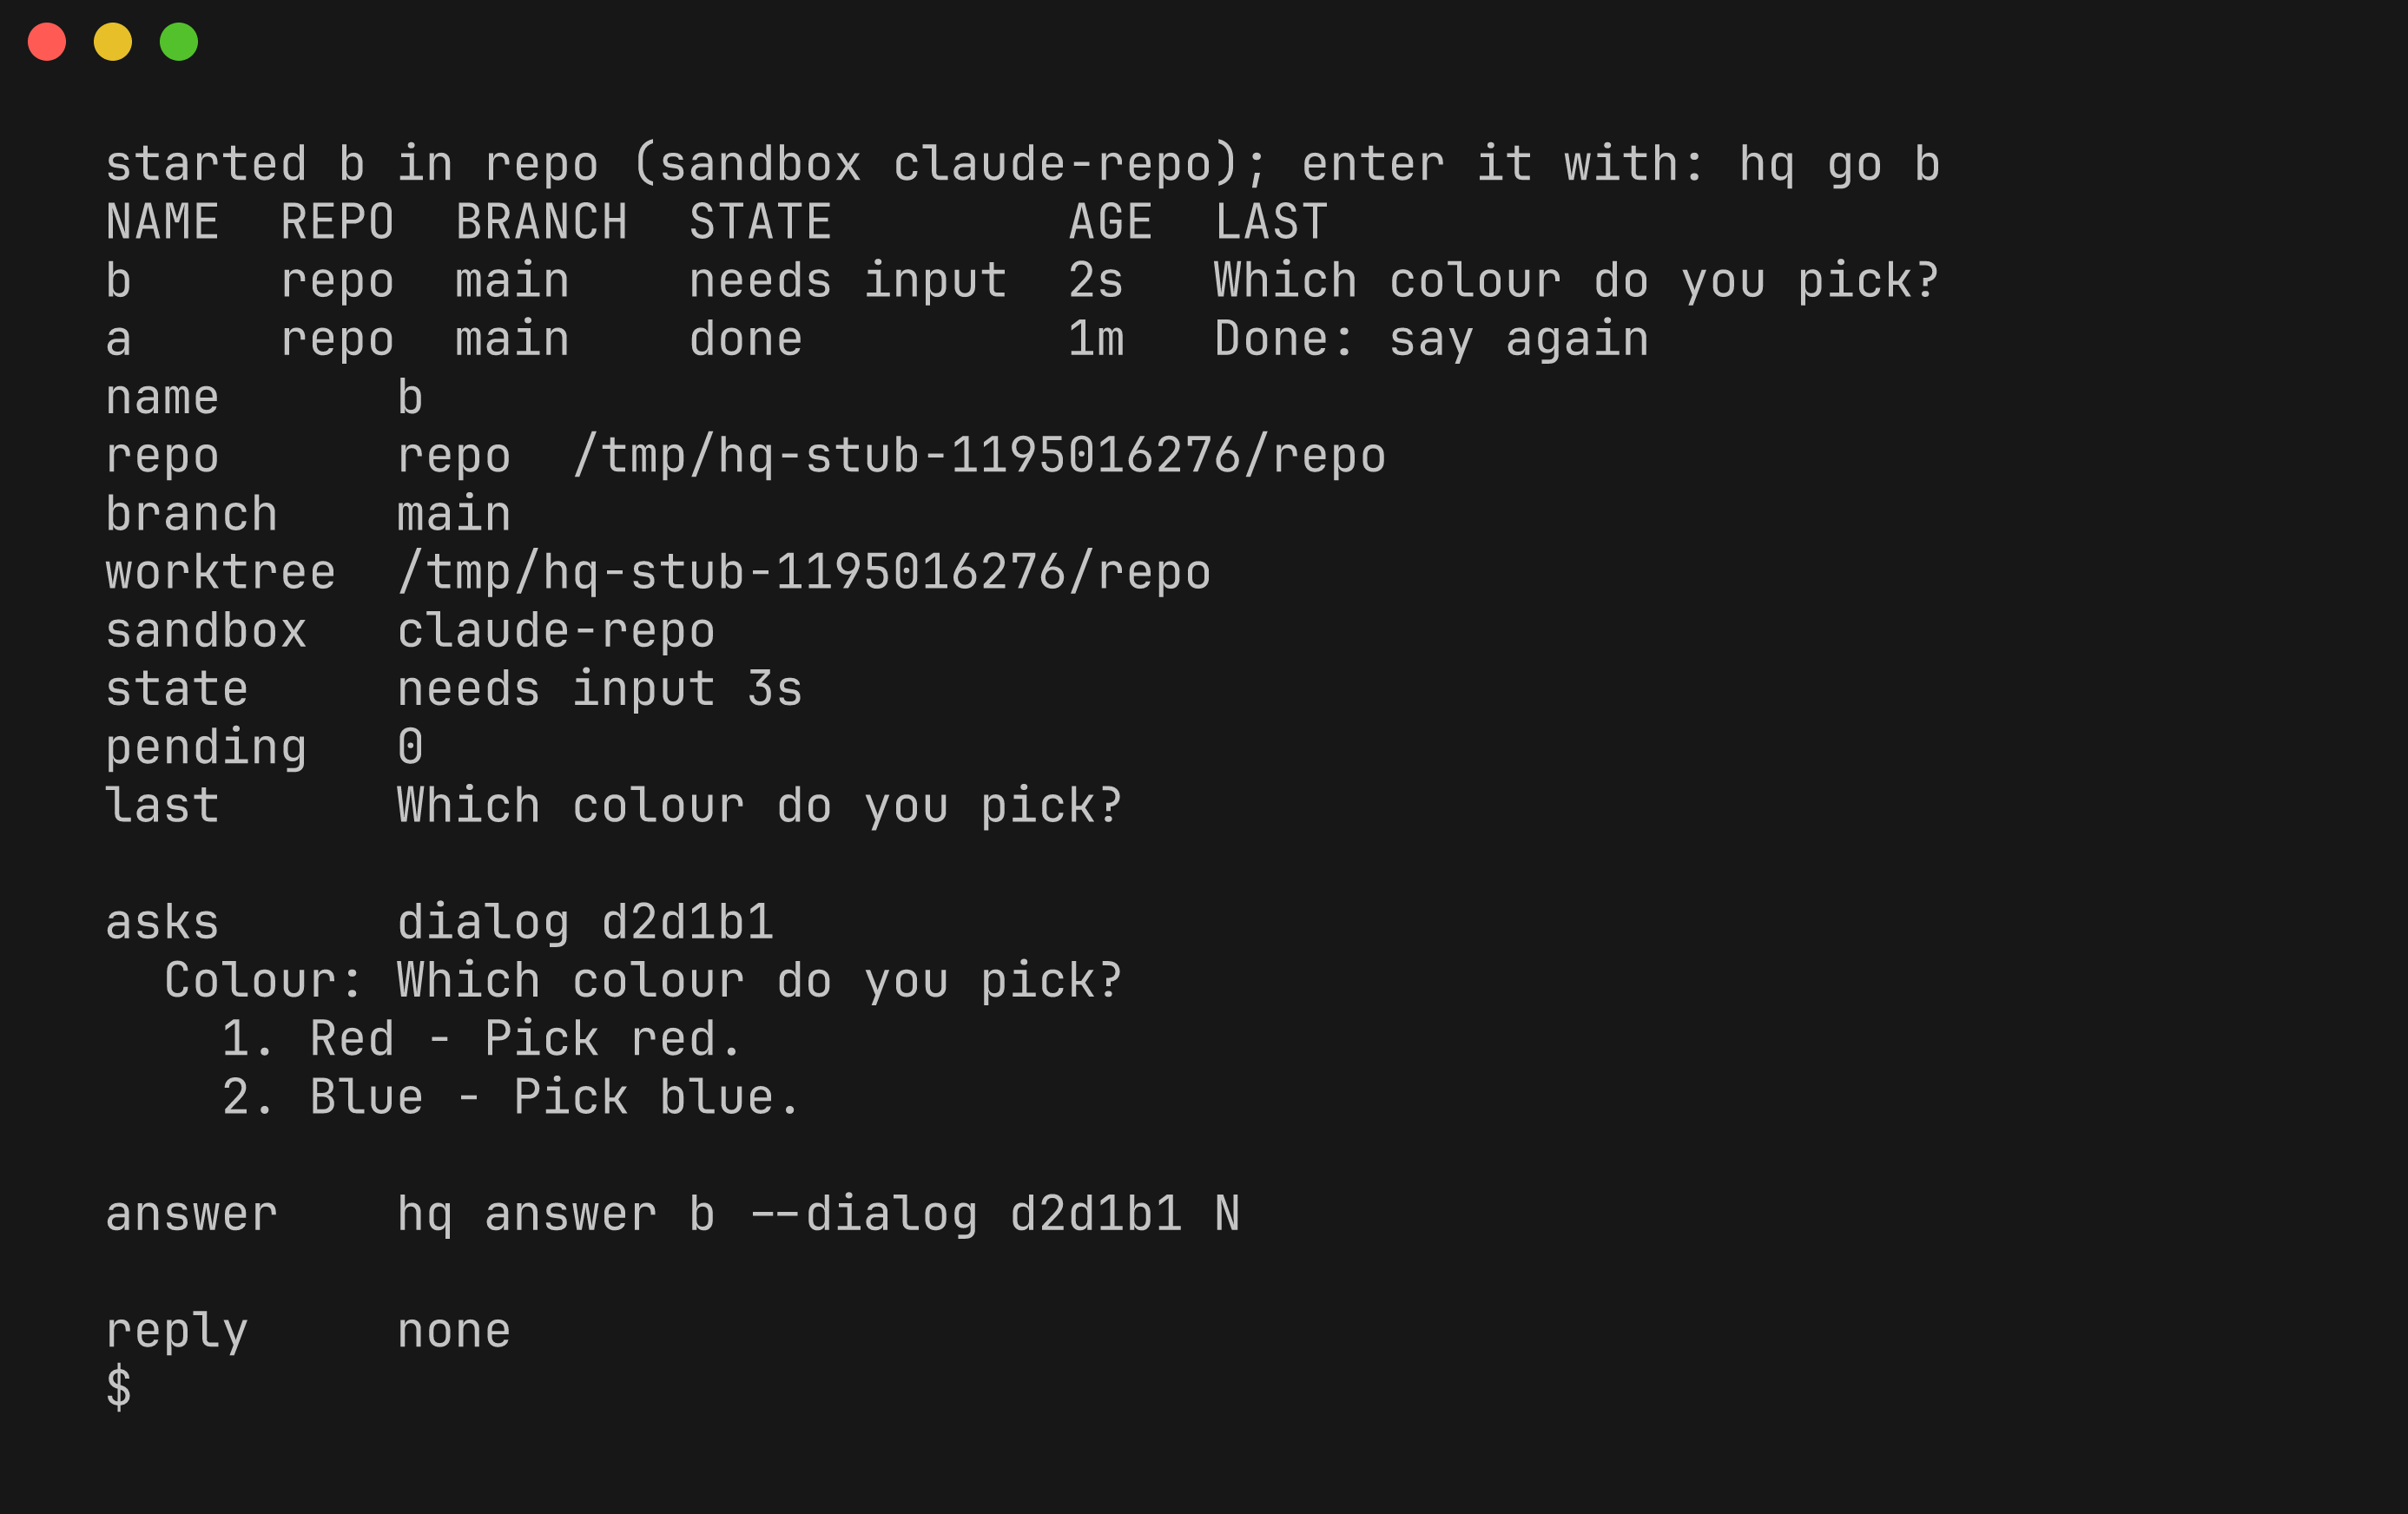 started b in repo (sandbox claude-repo); enter it with: hq go b
NAME  REPO  BRANCH  STATE        AGE  LAST
b     repo  main    needs input  2s   Which colour do you pick?
a     repo  main    done         1m   Done: say again
name      b
repo      repo  /tmp/hq-stub-1195016276/repo
branch    main
worktree  /tmp/hq-stub-1195016276/repo
sandbox   claude-repo
state     needs input 3s
pending   0
last      Which colour do you pick?

asks      dialog d2d1b1
  Colour: Which colour do you pick?
    1. Red - Pick red.
    2. Blue - Pick blue.

answer    hq answer b --dialog d2d1b1 N

reply     none
$